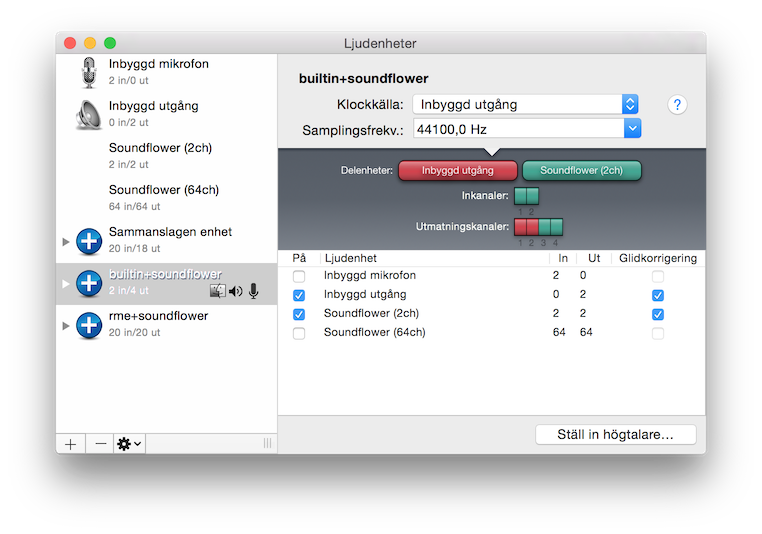 Ljudenheter
Inbyggd mikrofon
2 in/0 ut
Inbyggd utgång
0 in/2 ut
Soundflower (2ch)
2 in/2 ut
Soundflower (64ch)
64 in/64 ut
Sammanslagen enhet
20 in/18 ut
builtin+soundflower
2 in/4 ut
rme+soundflower
20 in/20 ut
builtin+soundflower
Klockkälla: Inbyggd utgång ?
Samplingsfrekv.: 44100,0 Hz
Delenheter: Inbyggd utgång Soundflower (2ch)
Inkanaler:
1 2
Utmatningskanaler:
1 2 3 4
På Ljudenhet In Ut Glidkorrigering
Inbyggd mikrofon 2 0
Inbyggd utgång 0 2
Soundflower (2ch) 2 2
Soundflower (64ch) 64 64
Ställ in högtalare...